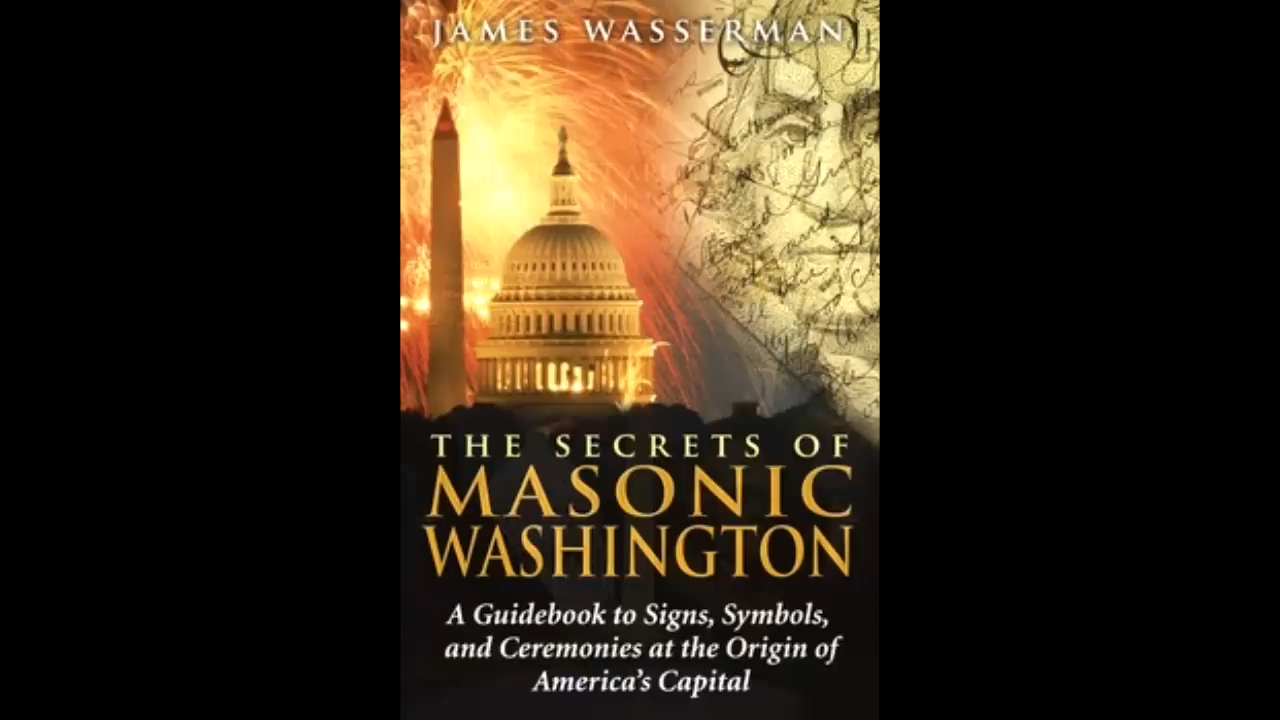 JAMES WASSERMAN
THE SECRETS OF
MASONIC
WASHINGTON
A Guidebook to Signs, Symbols,
and Ceremonies at the Origin of
America's Capital